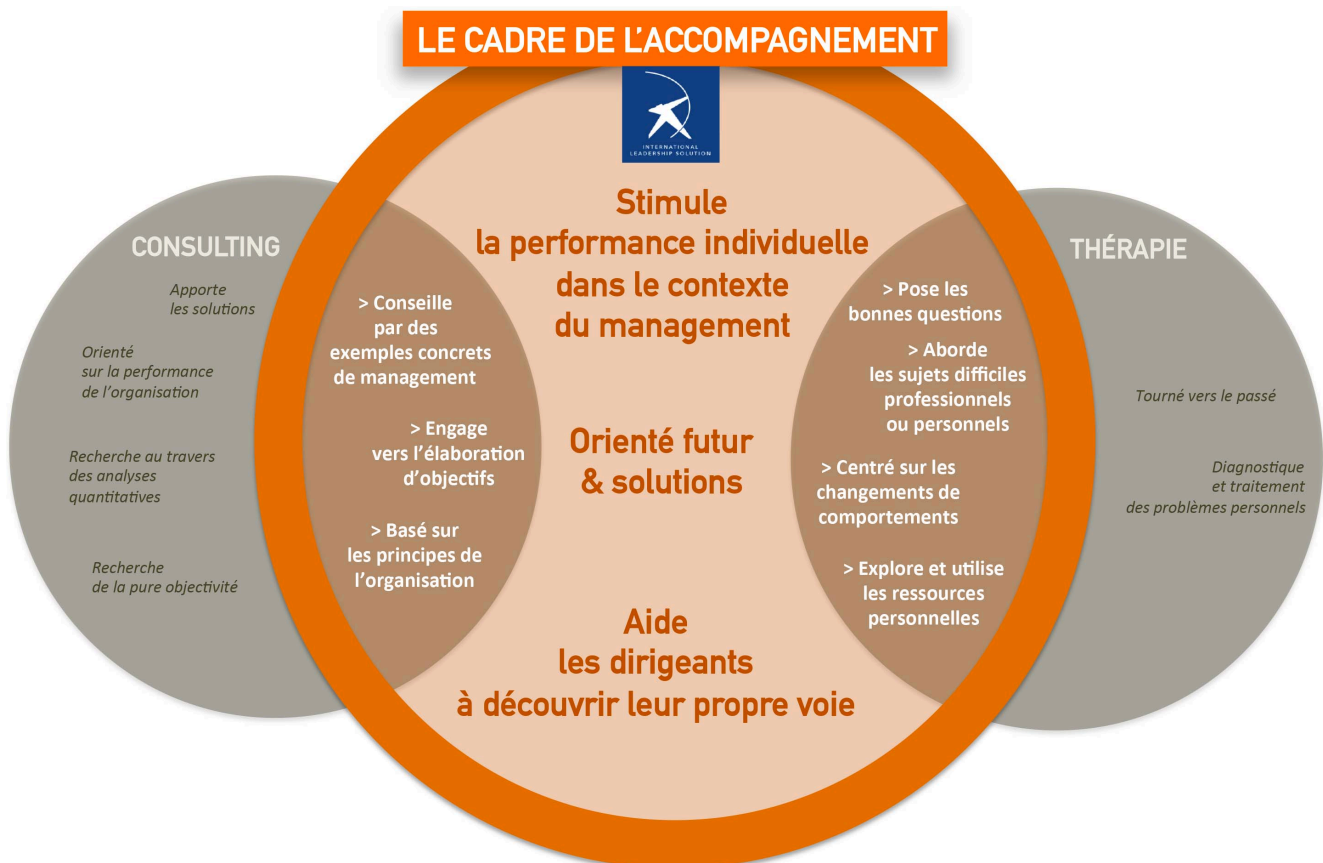 LE CADRE DE L'ACCOMPAGNEMENT
INTERNATIONAL
LEADERSHIP SOLUTION
CONSULTING
Apporte
les solutions
Orienté
sur la performance
de l'organisation
Recherche au travers
des analyses
quantitatives
Recherche
de la pure objectivité
> Conseille
par des
exemples concrets
de management
> Engage
vers l'élaboration
d'objectifs
> Basé sur
les principes de
l'organisation
Stimule
la performance individuelle
dans le contexte
du management
Orienté futur
& solutions
Aide
les dirigeants
à découvrir leur propre voie
> Pose les
bonnes questions
> Aborde
les sujets difficiles
professionnels
ou personnels
> Centré sur les
changements de
comportements
> Explore et utilise
les ressources
personnelles
THÉRAPIE
Tourné vers le passé
Diagnostique
et traitement
des problèmes personnels